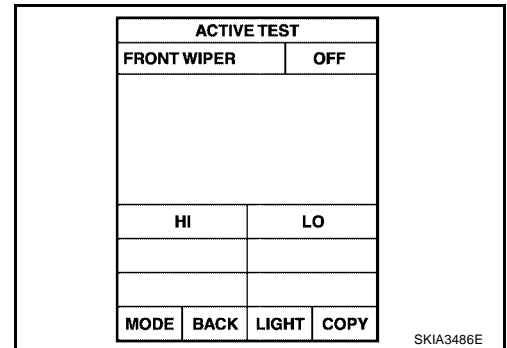 ACTIVE TEST
FRONT WIPER OFF
HI LO
MODE BACK LIGHT COPY
SKIA3486E